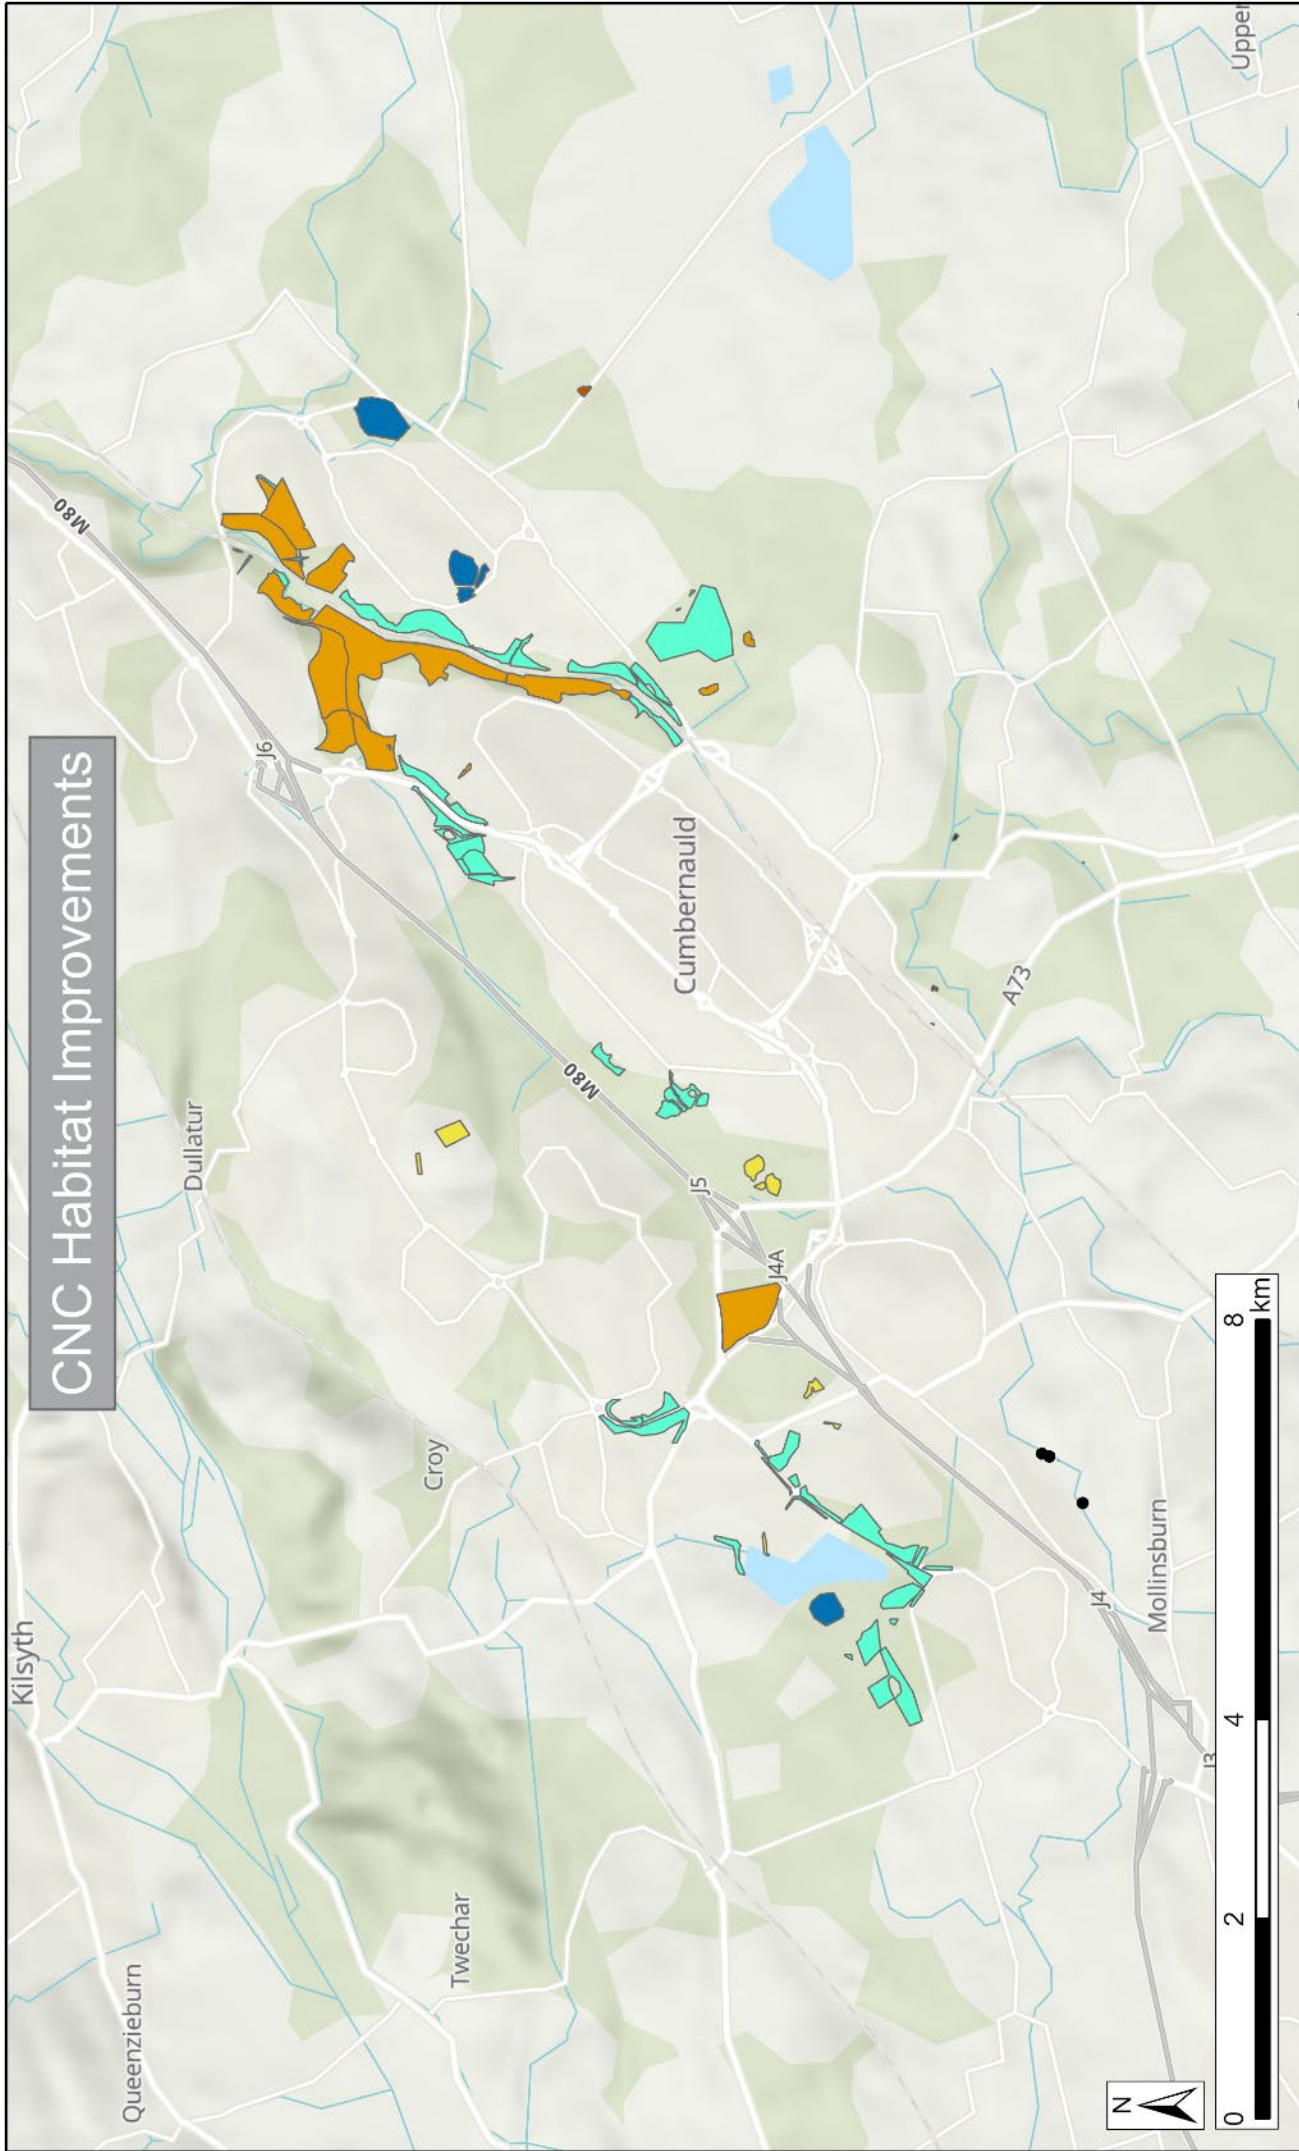 CNC Habitat Improvements
Kilsyth
Queenzieburn
Dullatur
M80
J6
Croy
Twechar
M80
Cumbernauld
J5
J4A
A73
J4
Mollinsburn
J3
Upper
N
0 2 4 8
km